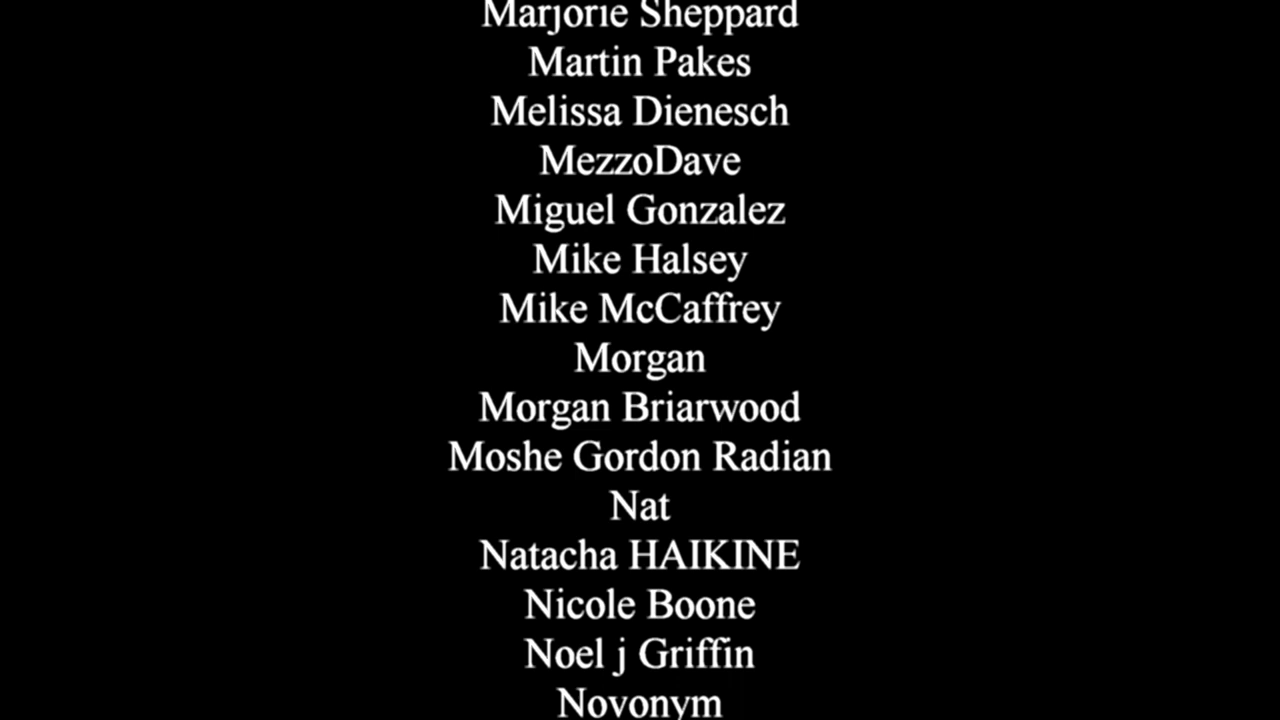 Marjorie Sheppard
Martin Pakes
Melissa Dienesch
MezzoDave
Miguel Gonzalez
Mike Halsey
Mike McCaffrey
Morgan
Morgan Briarwood
Moshe Gordon Radian
Nat
Natacha HAIKINE
Nicole Boone
Noel j Griffin
Novonym